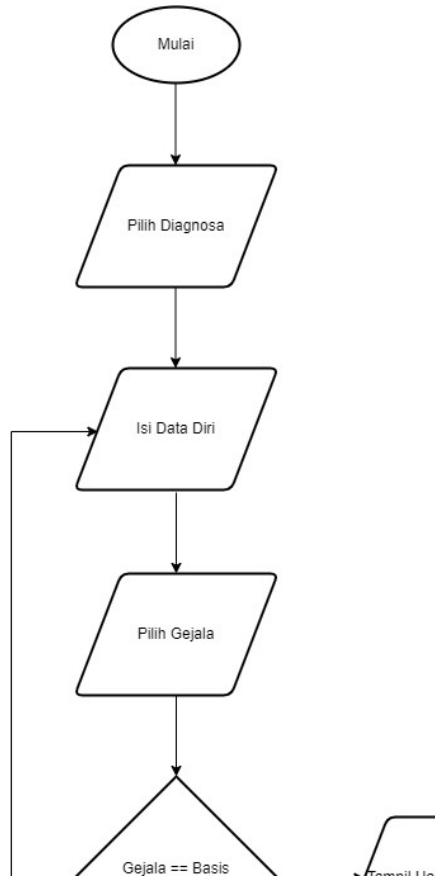 Mulai
Pilih Diagnosa
Isi Data Diri
Pilih Gejala
Gejala == Basis